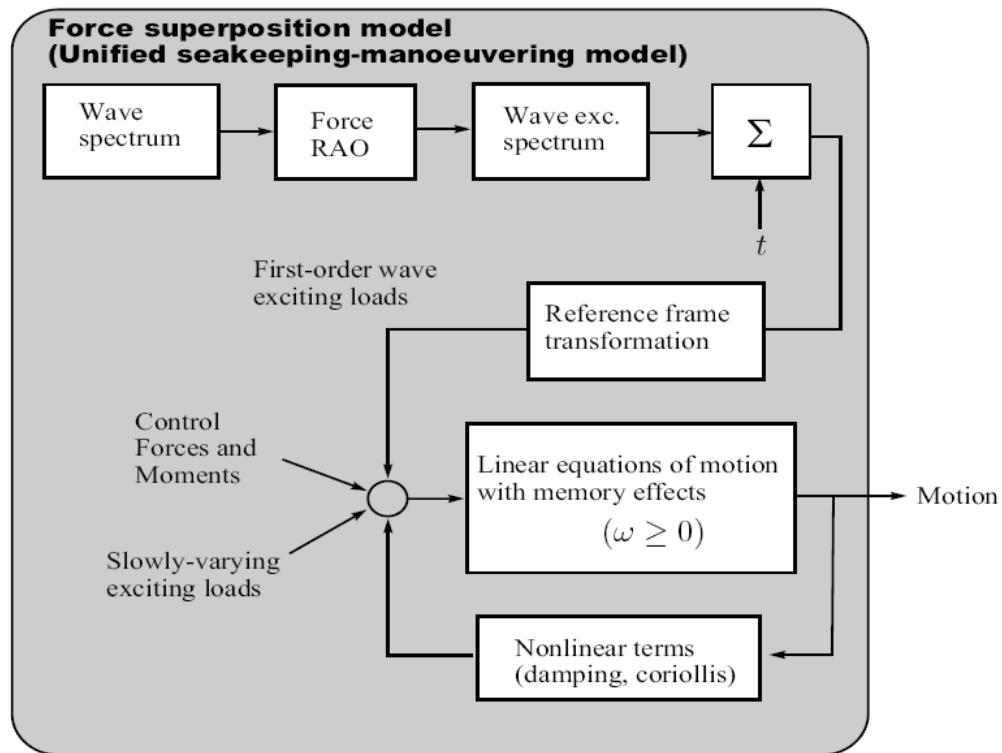 Force superposition model
(Unified seakeeping-manoeuvering model)
Wave
spectrum
Force
RAO
Wave exc.
spectrum
Σ
t
First-order wave
exciting loads
Reference frame
transformation
Control
Forces and
Moments
Linear equations of motion
with memory effects
(ω ≥ 0)
Motion
Slowly-varying
exciting loads
Nonlinear terms
(damping, coriollis)